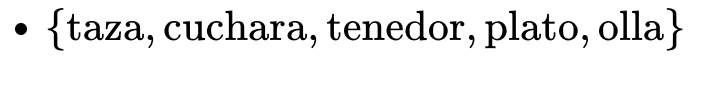 • {taza, cuchara, tenedor, plato, olla}